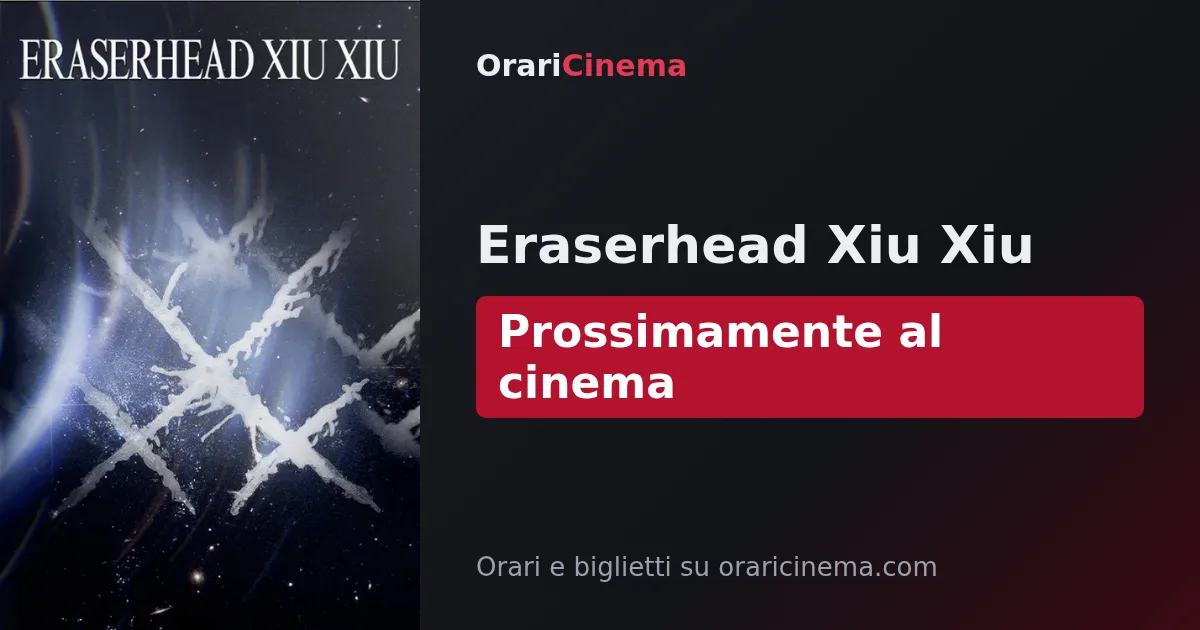 ERASERHEAD XIU XIU
OrariCinema
Eraserhead Xiu Xiu
Prossimamente al
cinema
Orari e biglietti su oraricinema.com